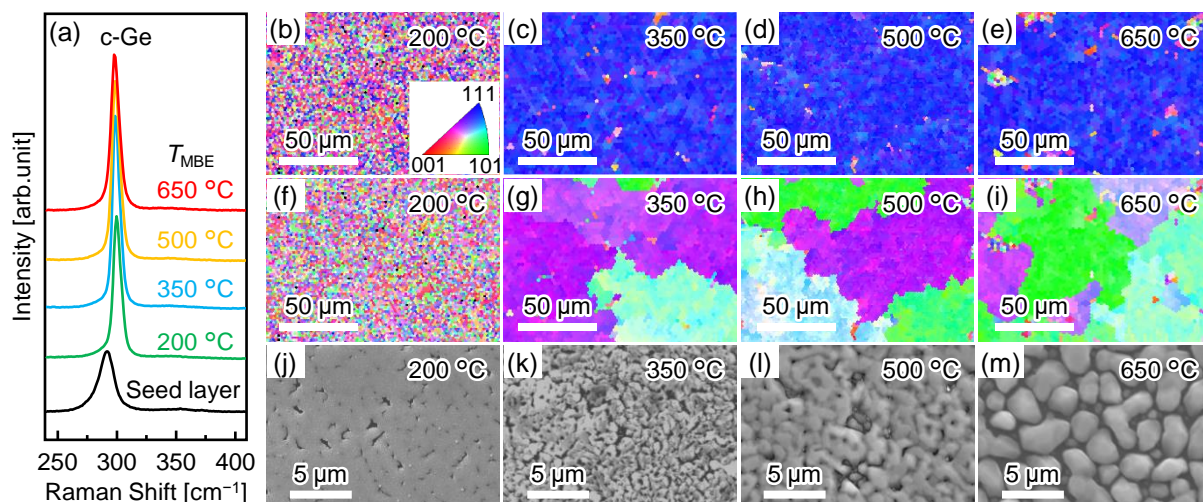 (a)
c-Ge
T_MBE
650 °C
500 °C
350 °C
200 °C
Seed layer
Intensity [arb.unit]
250 300 350 400
Raman Shift [cm⁻¹]
(b) 200 °C
111
001 101
50 µm
(c) 350 °C
50 µm
(d) 500 °C
50 µm
(e) 650 °C
50 µm
(f) 200 °C
50 µm
(g) 350 °C
50 µm
(h) 500 °C
50 µm
(i) 650 °C
50 µm
(j) 200 °C
5 µm
(k) 350 °C
5 µm
(l) 500 °C
5 µm
(m) 650 °C
5 µm